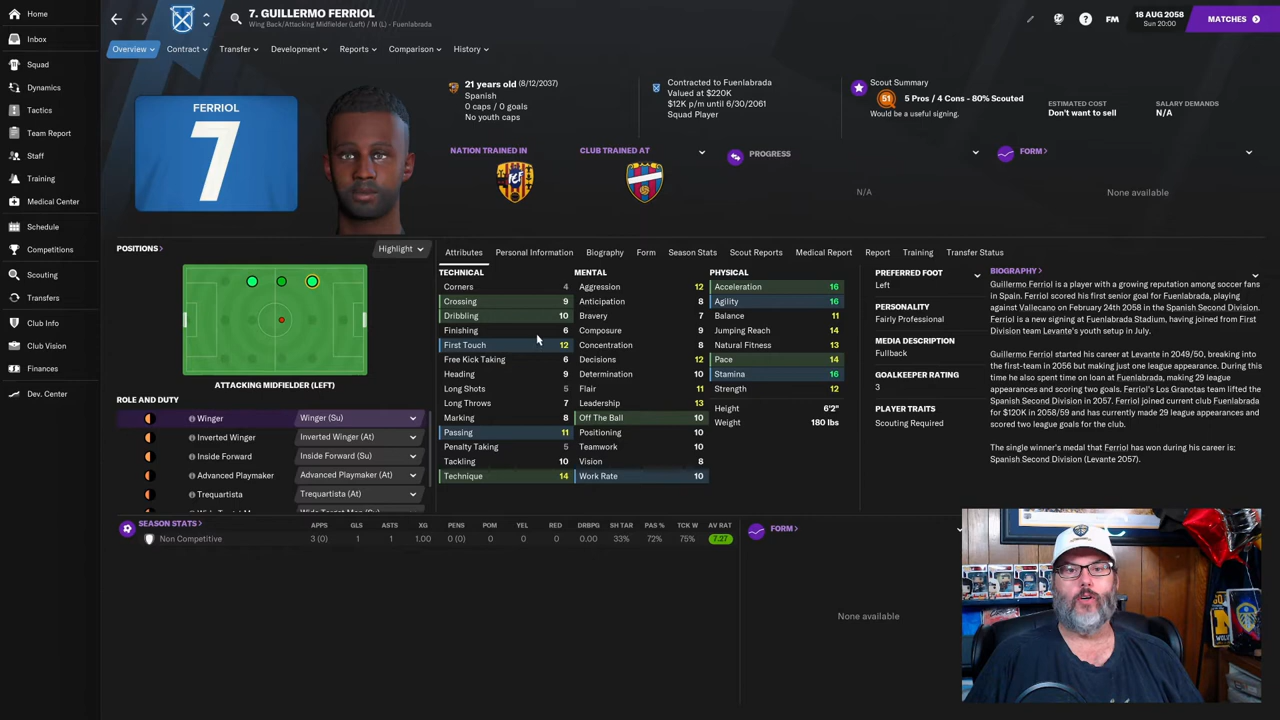 Home
Inbox
Squad
Dynamics
Tactics
Team Report
Staff
Training
Medical Center
Schedule
Competitions
Scouting
Transfers
Club Info
Club Vision
Finances
Dev. Center
7. GUILLERMO FERRIOL
Wing Back/Attacking Midfielder (Left) / M (L) - Fuenlabrada
FM
18 AUG 2058
Sun 20:00
MATCHES
Overview
Contract
Transfer
Development
Reports
Comparison
History
FERRIOL
7
21 years old (8/12/2037)
Spanish
0 caps / 0 goals
No youth caps
Contracted to Fuenlabrada
Valued at $220K
$12K p/m until 6/30/2061
Squad Player
Scout Summary
51
5 Pros / 4 Cons - 80% Scouted
Would be a useful signing.
ESTIMATED COST
Don't want to sell
SALARY DEMANDS
N/A
NATION TRAINED IN
CLUB TRAINED AT
PROGRESS
N/A
FORM
None available
POSITIONS
Highlight
ATTACKING MIDFIELDER (LEFT)
ROLE AND DUTY
Winger Winger (Su)
Inverted Winger Inverted Winger (At)
Inside Forward Inside Forward (Su)
Advanced Playmaker Advanced Playmaker (At)
Trequartista Trequartista (At)
Attributes
Personal Information
Biography
Form
Season Stats
Scout Reports
Medical Report
Report
Training
Transfer Status
TECHNICAL
Corners 4
Crossing 9
Dribbling 10
Finishing 6
First Touch 12
Free Kick Taking 6
Heading 9
Long Shots 5
Long Throws 7
Marking 8
Passing 11
Penalty Taking 5
Tackling 10
Technique 14
MENTAL
Aggression 12
Anticipation 8
Bravery 7
Composure 9
Concentration 8
Decisions 12
Determination 10
Flair 11
Leadership 13
Off The Ball 10
Positioning 10
Teamwork 10
Vision 8
Work Rate 10
PHYSICAL
Acceleration 16
Agility 16
Balance 11
Jumping Reach 14
Natural Fitness 13
Pace 14
Stamina 16
Strength 12
Height 6'2"
Weight 180 lbs
PREFERRED FOOT
Left
PERSONALITY
Fairly Professional
MEDIA DESCRIPTION
Fullback
GOALKEEPER RATING
3
PLAYER TRAITS
Scouting Required
BIOGRAPHY
Guillermo Ferriol is a player with a growing reputation among soccer fans
in Spain. Ferriol scored his first senior goal for Fuenlabrada, playing
against Vallecano on February 24th 2058 in the Spanish Second Division.
Ferriol is a new signing at Fuenlabrada Stadium, having joined from First
Division team Levante's youth setup in July.
Guillermo Ferriol started his career at Levante in 2049/50, breaking into
the first-team in 2056 but making just one league appearance. During
this time he also spent time on loan at Fuenlabrada, making 29 league
appearances and scoring two goals. Ferriol's Los Granotas team lifted the
Spanish Second Division in 2057. Ferriol joined current club Fuenlabrada
for $120K in 2058/59 and has currently made 29 league appearances and
scored two league goals for the club.
The single winner's medal that Ferriol has won during his career is:
Spanish Second Division (Levante 2057).
SEASON STATS
APPS GLS ASTS XG PENS POM YEL RED DRBPG SH TAR PAS % TCK W AV RAT
Non Competitive 3 (0) 1 1 1.00 0 (0) 0 0 0 0.00 33% 72% 75% 7.27
FORM
None available